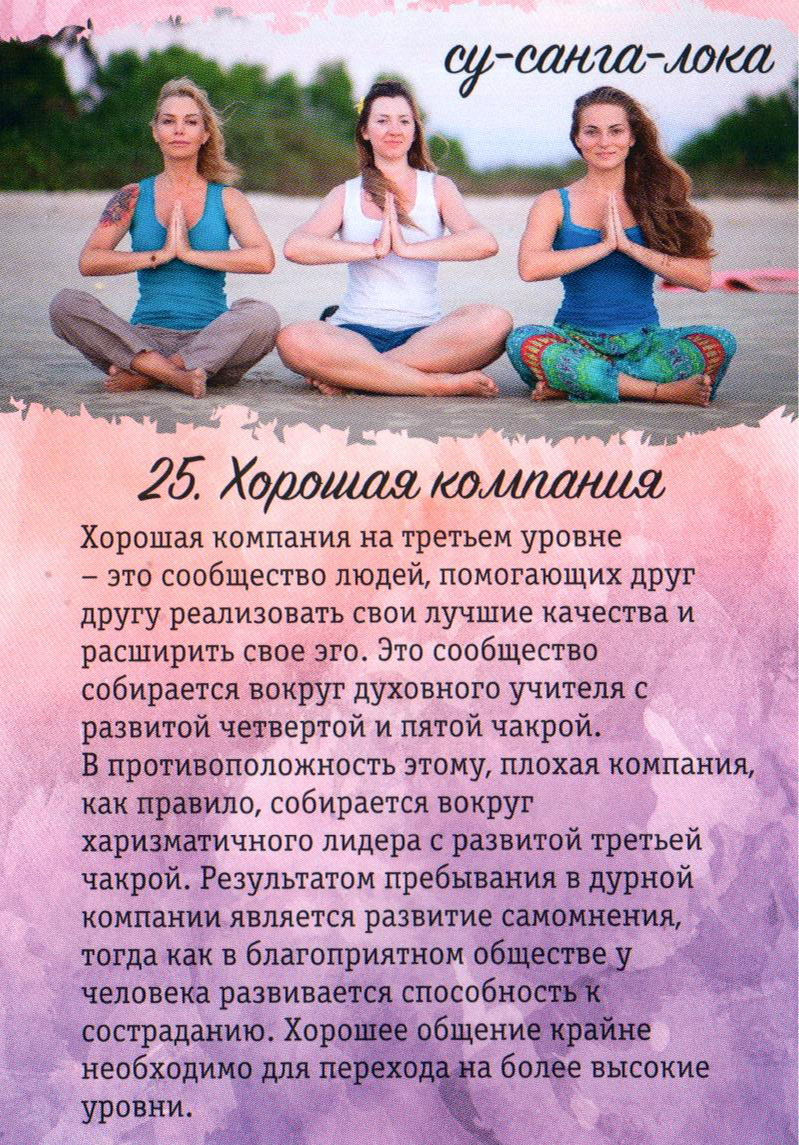 су-санга-лока
25. Хорошая компания
Хорошая компания на третьем уровне
– это сообщество людей, помогающих друг
другу реализовать свои лучшие качества и
расширить свое эго. Это сообщество
собирается вокруг духовного учителя с
развитой четвертой и пятой чакрой.
В противоположность этому, плохая компания,
как правило, собирается вокруг
харизматичного лидера с развитой третьей
чакрой. Результатом пребывания в дурной
компании является развитие самомнения,
тогда как в благоприятном обществе у
человека развивается способность к
состраданию. Хорошее общение крайне
необходимо для перехода на более высокие
уровни.